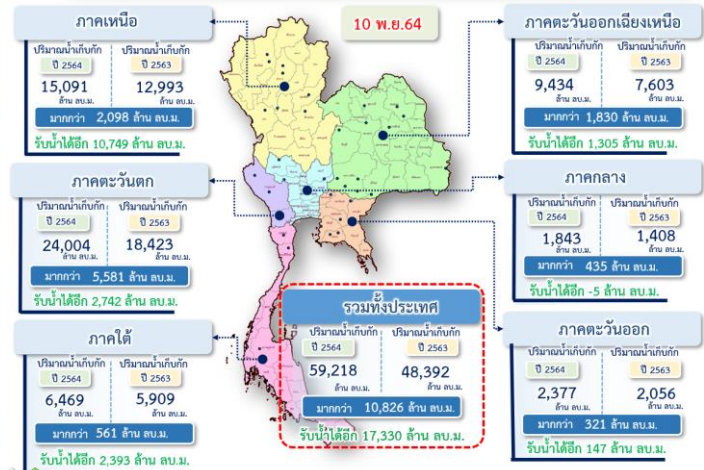 10 พ.ย.64
ภาคเหนือ
ปริมาณน้ำเก็บกัก ปริมาณน้ำเก็บกัก
ปี 2564 ปี 2563
15,091 12,993
ล้าน ลบ.ม. ล้าน ลบ.ม.
มากกว่า 2,098 ล้าน ลบ.ม.
รับน้ำได้อีก 10,749 ล้าน ลบ.ม.
ภาคตะวันออกเฉียงเหนือ
ปริมาณน้ำเก็บกัก ปริมาณน้ำเก็บกัก
ปี 2564 ปี 2563
9,434 7,603
ล้าน ลบ.ม. ล้าน ลบ.ม.
มากกว่า 1,830 ล้าน ลบ.ม.
รับน้ำได้อีก 1,305 ล้าน ลบ.ม.
ภาคตะวันตก
ปริมาณน้ำเก็บกัก ปริมาณน้ำเก็บกัก
ปี 2564 ปี 2563
24,004 18,423
ล้าน ลบ.ม. ล้าน ลบ.ม.
มากกว่า 5,581 ล้าน ลบ.ม.
รับน้ำได้อีก 2,742 ล้าน ลบ.ม.
ภาคกลาง
ปริมาณน้ำเก็บกัก ปริมาณน้ำเก็บกัก
ปี 2564 ปี 2563
1,843 1,408
ล้าน ลบ.ม. ล้าน ลบ.ม.
มากกว่า 435 ล้าน ลบ.ม.
รับน้ำได้อีก -5 ล้าน ลบ.ม.
ภาคใต้
ปริมาณน้ำเก็บกัก ปริมาณน้ำเก็บกัก
ปี 2564 ปี 2563
6,469 5,909
ล้าน ลบ.ม. ล้าน ลบ.ม.
มากกว่า 561 ล้าน ลบ.ม.
รับน้ำได้อีก 2,393 ล้าน ลบ.ม.
รวมทั้งประเทศ
ปริมาณน้ำเก็บกัก ปริมาณน้ำเก็บกัก
ปี 2564 ปี 2563
59,218 48,392
ล้าน ลบ.ม. ล้าน ลบ.ม.
มากกว่า 10,826 ล้าน ลบ.ม.
รับน้ำได้อีก 17,330 ล้าน ลบ.ม.
ภาคตะวันออก
ปริมาณน้ำเก็บกัก ปริมาณน้ำเก็บกัก
ปี 2564 ปี 2563
2,377 2,056
ล้าน ลบ.ม. ล้าน ลบ.ม.
มากกว่า 321 ล้าน ลบ.ม.
รับน้ำได้อีก 147 ล้าน ลบ.ม.